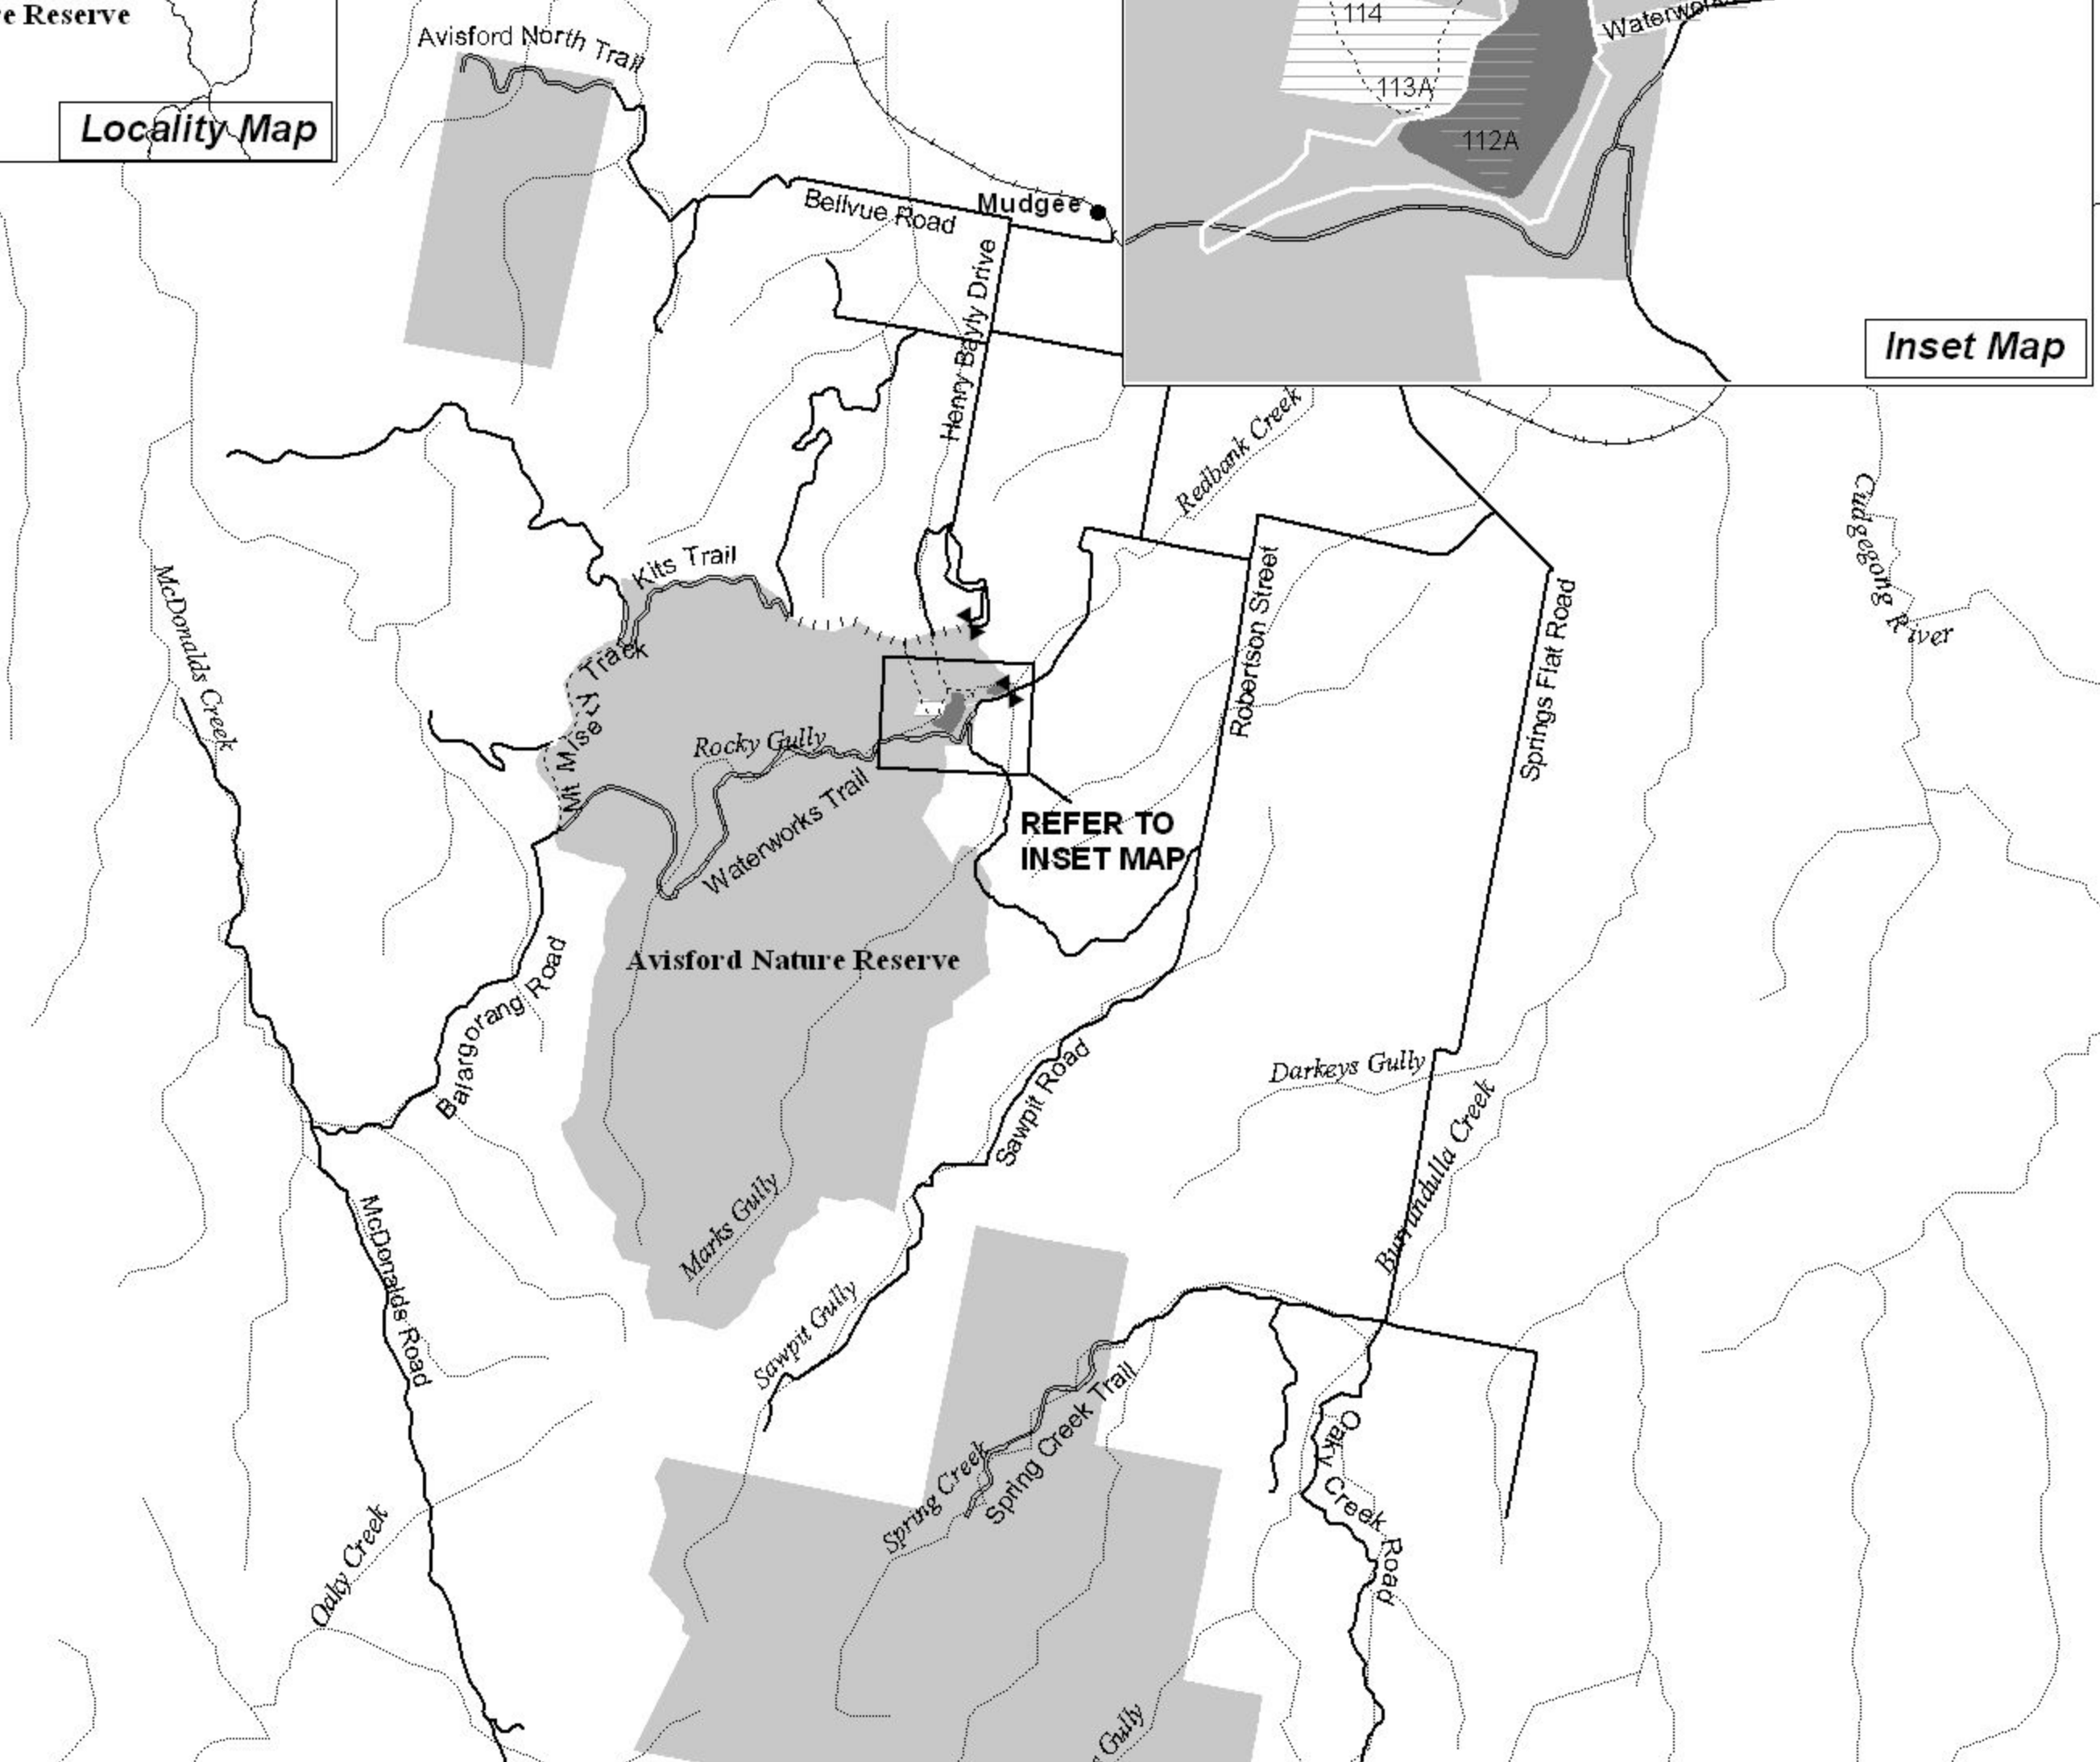 e Reserve
Locality Map
Avisford North Trail
114
113A
112A
Inset Map
Mudgee
Bellvue Road
Henry Bayly Drive
Redbank Creek
Cudgegong River
Kits Trail
Mt Misery Track
McDonalds Creek
Robertson Street
Springs Flat Road
Rocky Gully
Waterworks Trail
REFER TO
INSET MAP
Avisford Nature Reserve
Sawpit Road
Darkeys Gully
Burrundulla Creek
Marks Gully
McDonalds Road
Sawpit Gully
Spring Creek Trail
Spring Creek
Oaky Creek Road
Oaky Creek
Gully